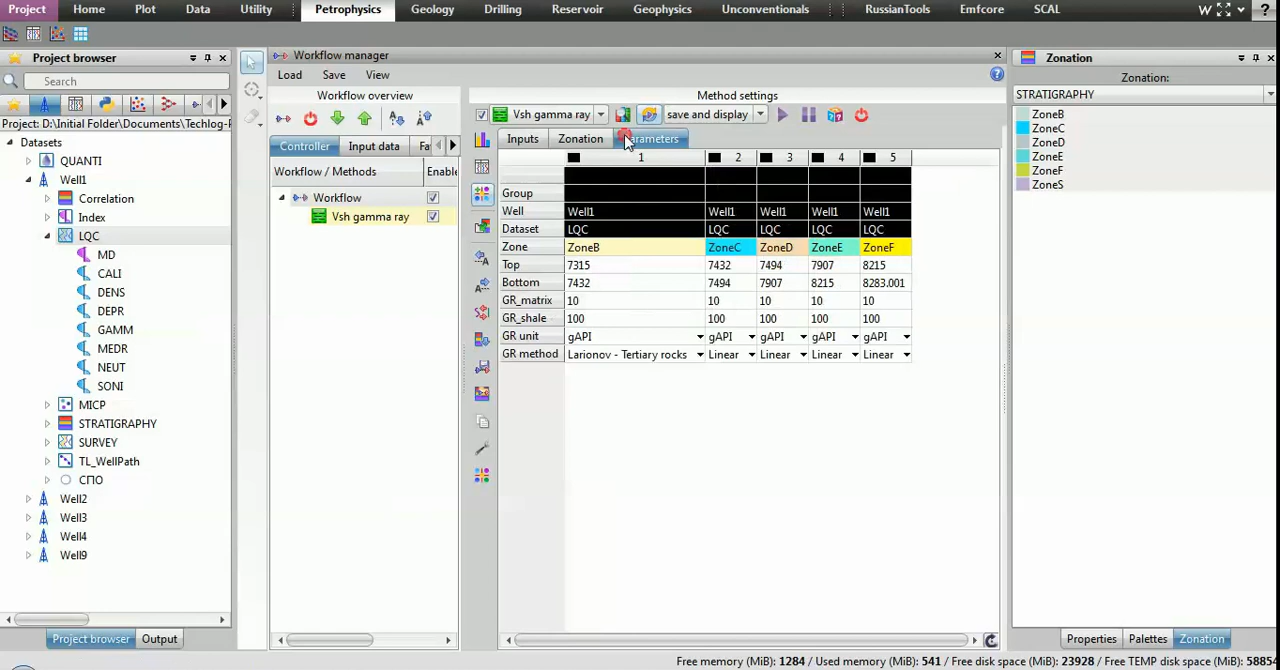 Project Home Plot Data Utility Petrophysics Geology Drilling Reservoir Geophysics Unconventionals RussianTools Emfcore SCAL W ?
Project browser
Search
Project: D:\Initial Folder\Documents\Techlog-P
Datasets
QUANTI
Well1
Correlation
Index
LQC
MD
CALI
DENS
DEPR
GAMM
MEDR
NEUT
SONI
MICP
STRATIGRAPHY
SURVEY
TL_WellPath
СПО
Well2
Well3
Well4
Well9
Project browser Output
Workflow manager
Load Save View
Workflow overview
Controller Input data Fa
Workflow / Methods Enable
Workflow
Vsh gamma ray
Method settings
Vsh gamma ray save and display
Inputs Zonation arameters
1 2 3 4 5
Group
Well Well1 Well1 Well1 Well1 Well1
Dataset LQC LQC LQC LQC LQC
Zone ZoneB ZoneC ZoneD ZoneE ZoneF
Top 7315 7432 7494 7907 8215
Bottom 7432 7494 7907 8215 8283.001
GR_matrix 10 10 10 10 10
GR_shale 100 100 100 100 100
GR unit gAPI gAPI gAPI gAPI gAPI
GR method Larionov - Tertiary rocks Linear Linear Linear Linear
Zonation
Zonation:
STRATIGRAPHY
ZoneB
ZoneC
ZoneD
ZoneE
ZoneF
ZoneS
Properties Palettes Zonation
Free memory (MiB): 1284 / Used memory (MiB): 541 / Free disk space (MiB): 23928 / Free TEMP disk space (MiB): 5885